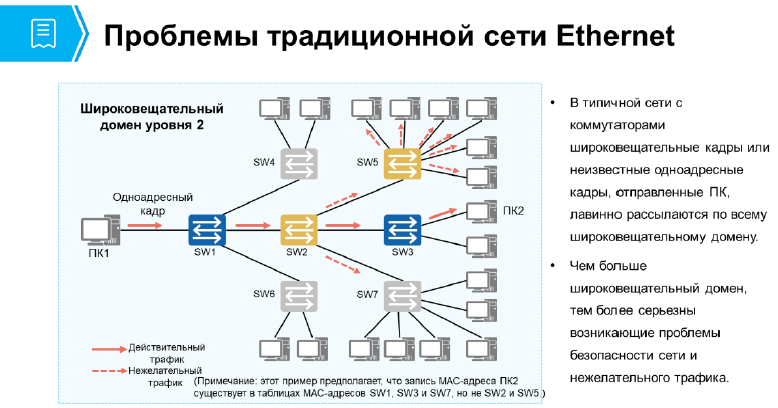 Проблемы традиционной сети Ethernet
Широковещательный
домен уровня 2
SW4
SW5
Одноадресный
кадр
ПК1
SW1
SW2
SW3
ПК2
SW6
SW7
Действительный
трафик
Нежелательный
трафик
(Примечание: этот пример предполагает, что запись MAC-адреса ПК2
существует в таблицах MAC-адресов SW1, SW3 и SW7, но не SW2 и SW5.)
• В типичной сети с
коммутаторами
широковещательные кадры или
неизвестные одноадресные
кадры, отправленные ПК,
лавинно рассылаются по всему
широковещательному домену.
• Чем больше
широковещательный домен,
тем более серьезны
возникающие проблемы
безопасности сети и
нежелательного трафика.